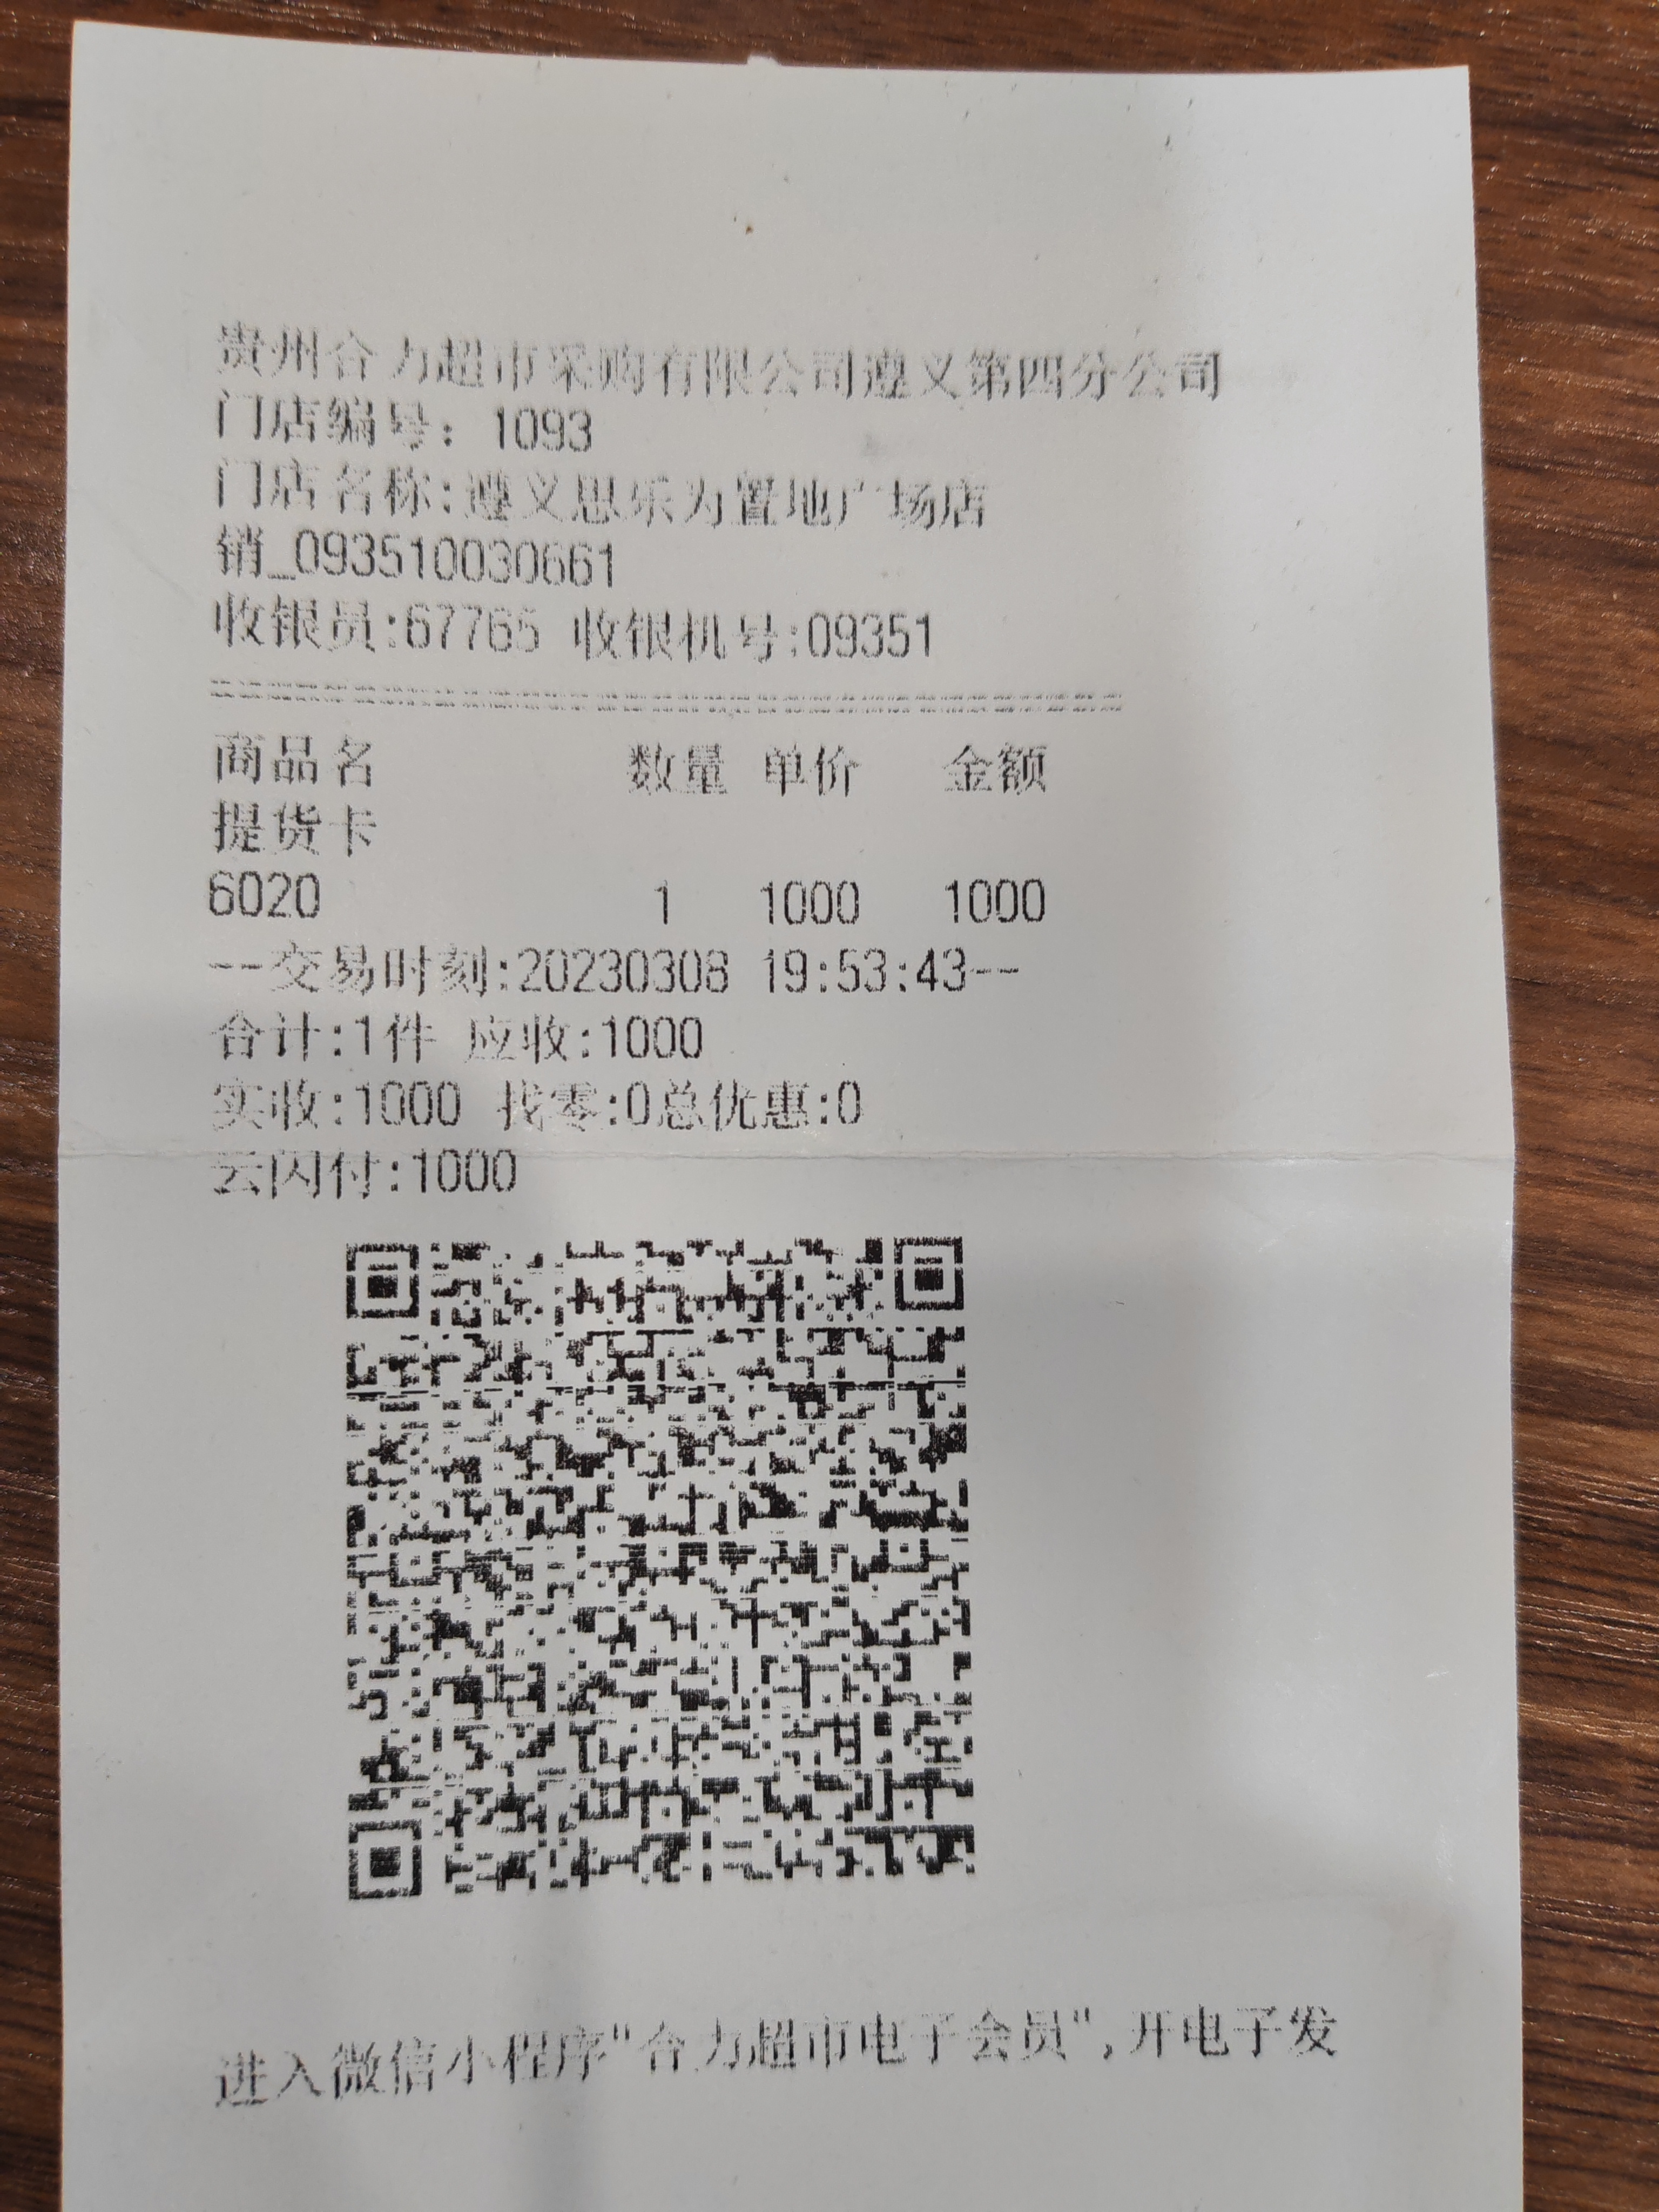 贵州合力超市采购有限公司遵义第四分公司
门店编号: 1093
门店名称:遵义思乐为置地广场店
销_093510030661
收银员:67765 收银机号:09351
商品名 数量 单价 金额
提货卡
6020 1 1000 1000
--交易时刻:20230308 19:53:43--
合计:1件 应收:1000
实收:1000 找零:0总优惠:0
云闪付:1000
进入微信小程序"合力超市电子会员",开电子发